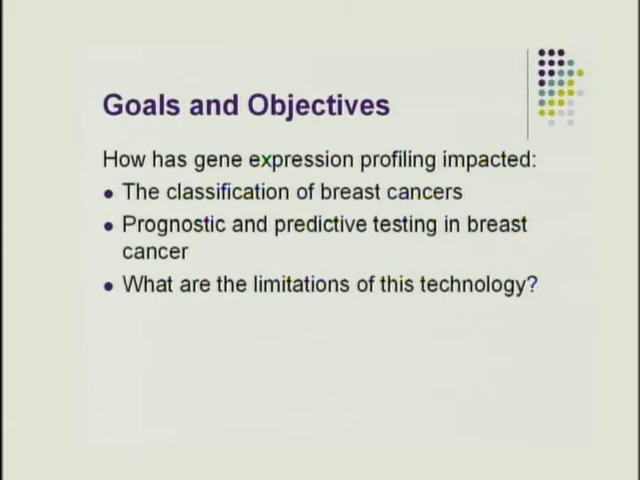 Goals and Objectives
How has gene expression profiling impacted:
● The classification of breast cancers
● Prognostic and predictive testing in breast
cancer
● What are the limitations of this technology?